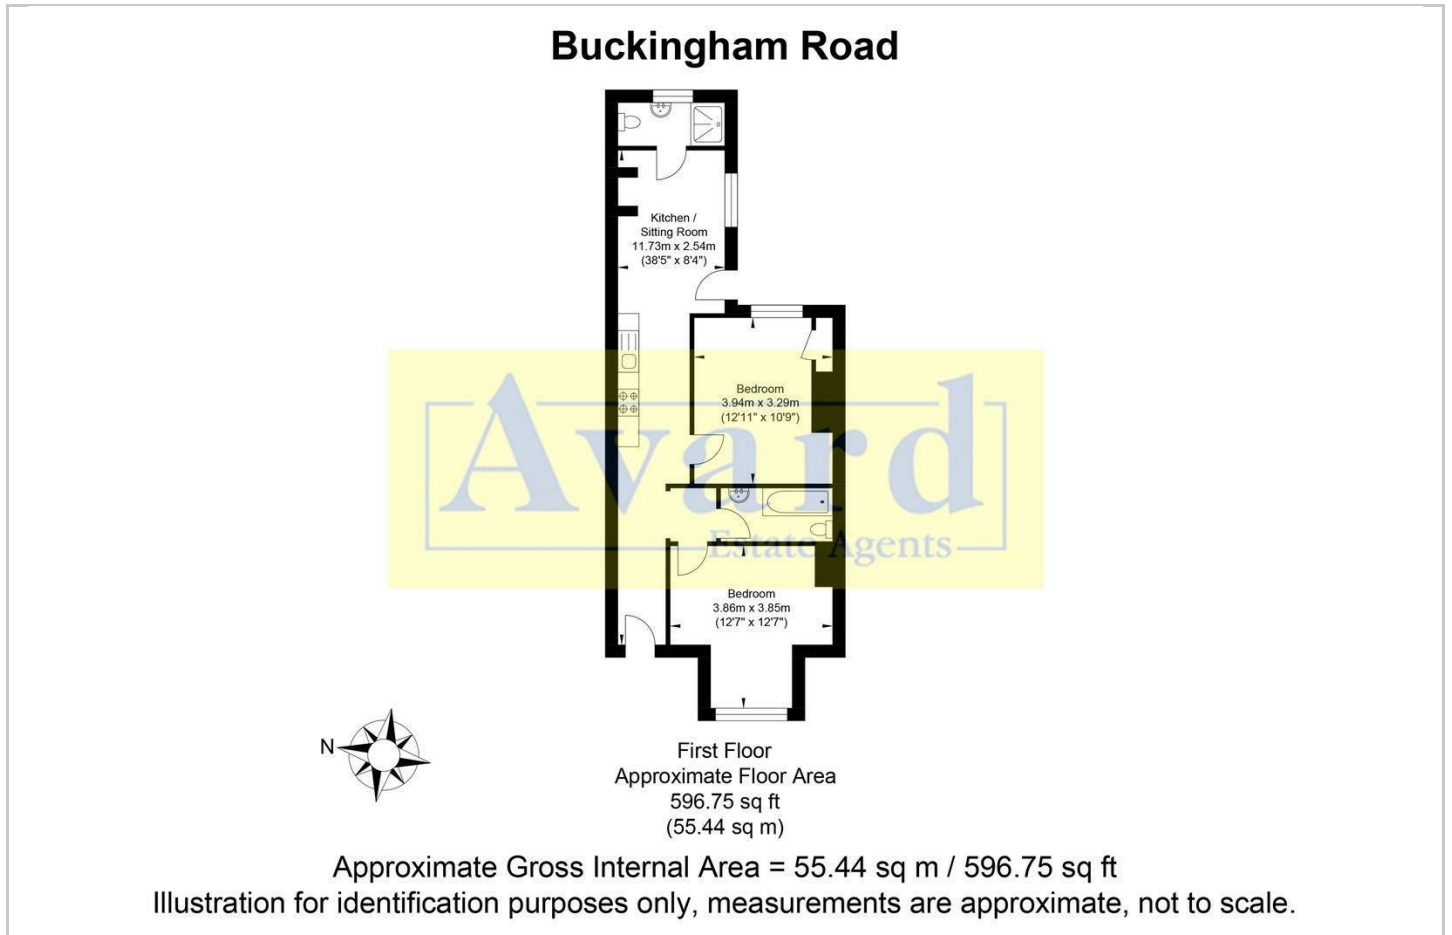 Buckingham Road
Kitchen /
Sitting Room
11.73m x 2.54m
(38'5" x 8'4")
Bedroom
3.94m x 3.29m
(12'11" x 10'9")
Avard
Estate Agents
Bedroom
3.86m x 3.85m
(12'7" x 12'7")
N
First Floor
Approximate Floor Area
596.75 sq ft
(55.44 sq m)
Approximate Gross Internal Area = 55.44 sq m / 596.75 sq ft
Illustration for identification purposes only, measurements are approximate, not to scale.